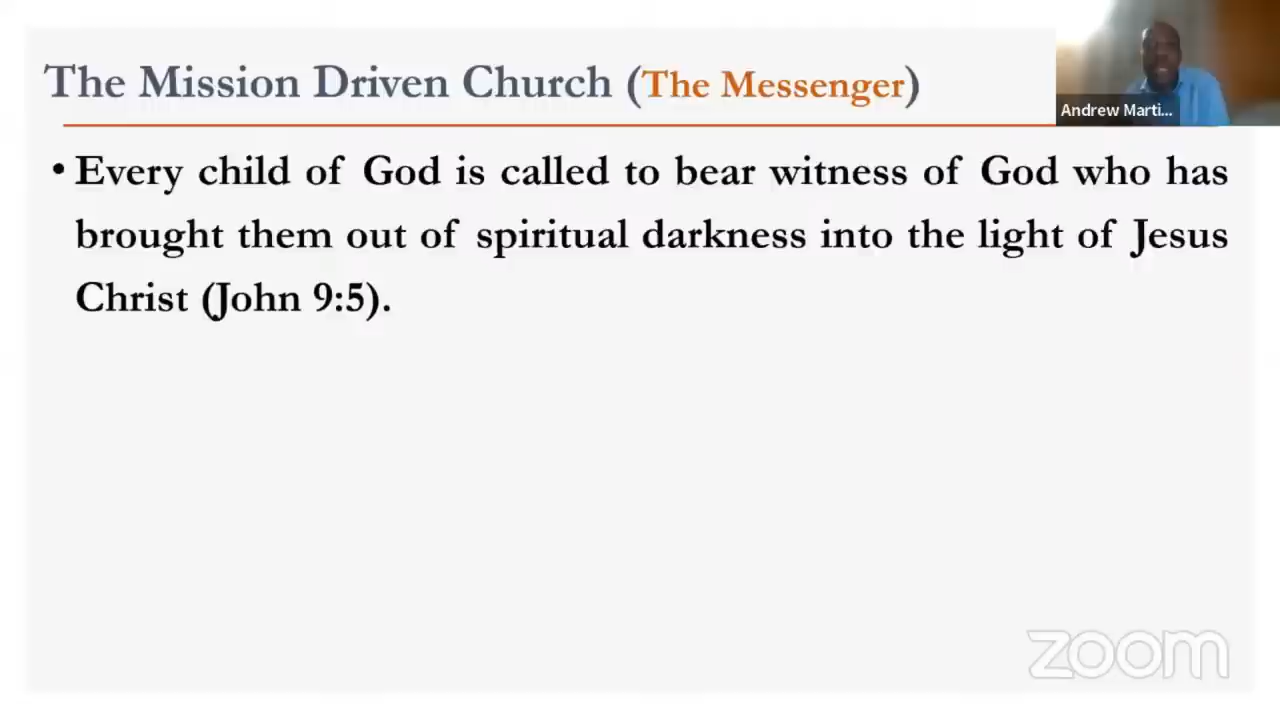 The Mission Driven Church (The Messenger)
Andrew Marti...
• Every child of God is called to bear witness of God who has
brought them out of spiritual darkness into the light of Jesus
Christ (John 9:5).
zoom